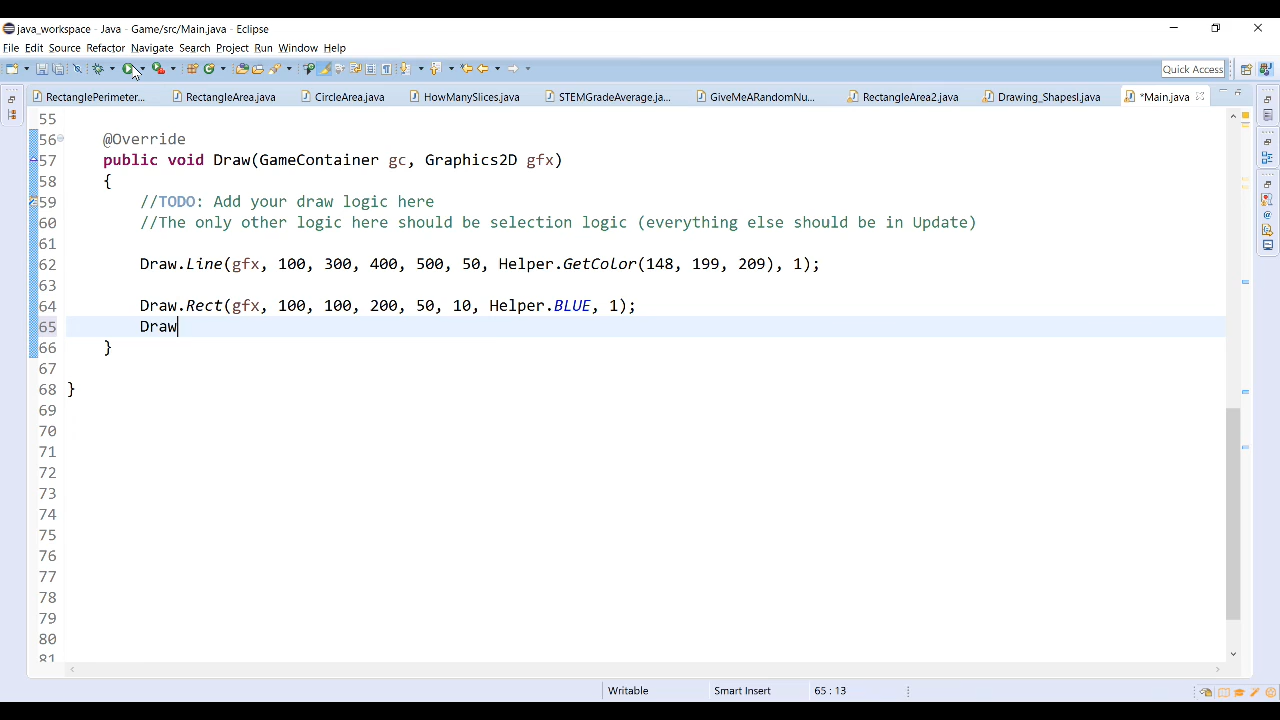 java_workspace - Java - Game/src/Main.java - Eclipse
File Edit Source Refactor Navigate Search Project Run Window Help
Quick Access
RectanglePerimeter... RectangleArea.java CircleArea.java HowManySlices.java STEMGradeAverage.ja... GiveMeARandomNu... RectangleArea2.java Drawing_Shapesl.java *Main.java
55
56 @Override
57 public void Draw(GameContainer gc, Graphics2D gfx)
58 {
59 //TODO: Add your draw logic here
60 //The only other logic here should be selection logic (everything else should be in Update)
61
62 Draw.Line(gfx, 100, 300, 400, 500, 50, Helper.GetColor(148, 199, 209), 1);
63
64 Draw.Rect(gfx, 100, 100, 200, 50, 10, Helper.BLUE, 1);
65 Draw
66 }
67
68 }
69
70
71
72
73
74
75
76
77
78
79
80
81
Writable Smart Insert 65 : 13